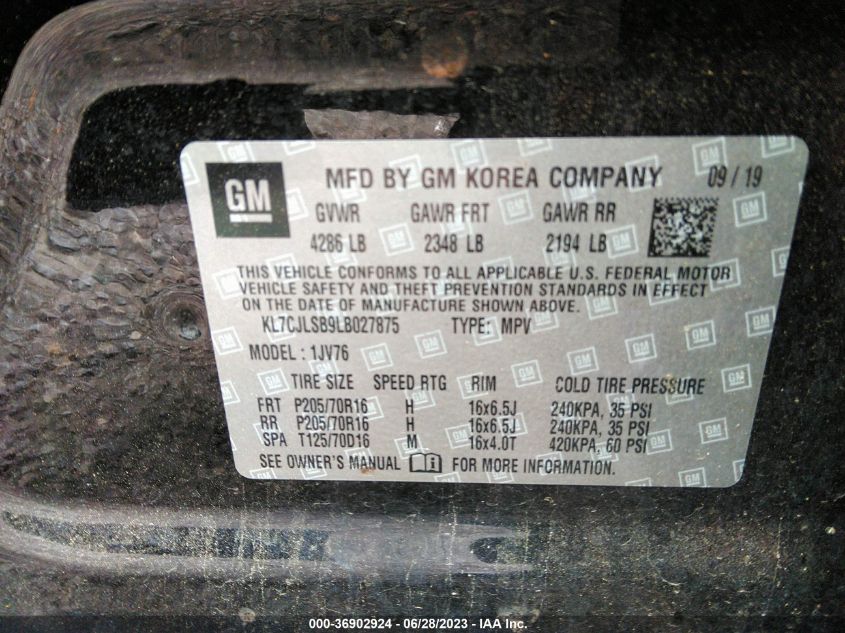 GM
MFD BY GM KOREA COMPANY 09 / 19
GVWR GAWR FRT GAWR RR
4286 LB 2348 LB 2194 LB
THIS VEHICLE CONFORMS TO ALL APPLICABLE U.S. FEDERAL MOTOR
VEHICLE SAFETY AND THEFT PREVENTION STANDARDS IN EFFECT
ON THE DATE OF MANUFACTURE SHOWN ABOVE.
KL7CJLSB9LB027875 TYPE: MPV
MODEL : 1JV76
TIRE SIZE SPEED RTG RIM COLD TIRE PRESSURE
FRT P205/70R16 H 16x6.5J 240KPA, 35 PSI
RR P205/70R16 H 16x6.5J 240KPA, 35 PSI
SPA T125/70D16 M 16x4.0T 420KPA, 60 PSI
SEE OWNER'S MANUAL FOR MORE INFORMATION.
000-36902924 - 06/28/2023 - IAA Inc.